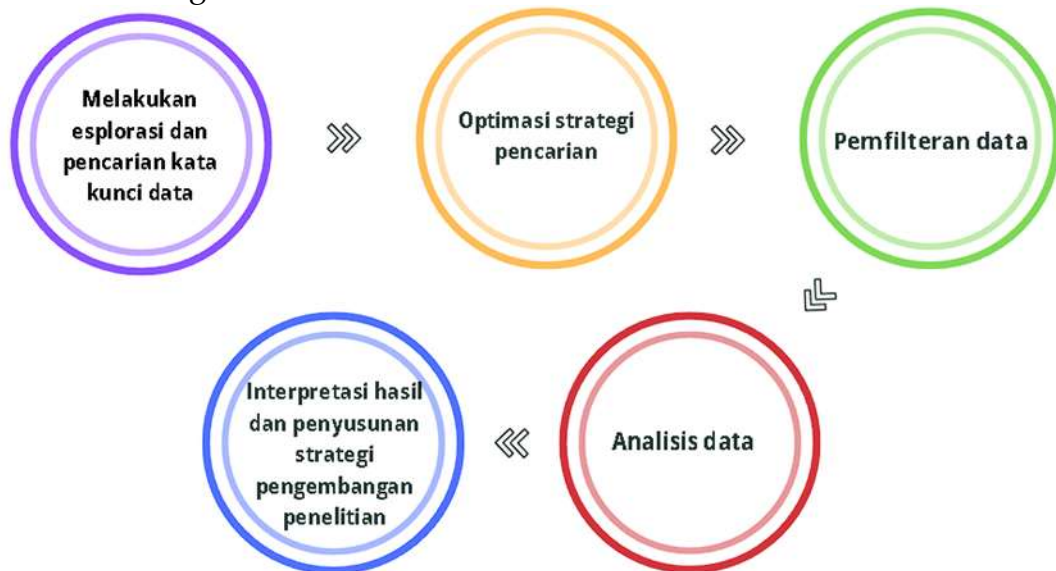 Melakukan
esplorasi dan
pencarian kata
kunci data
Optimasi strategi
pencarian
Pemfilteran data
Analisis data
Interpretasi hasil
dan penyusunan
strategi
pengembangan
penelitian